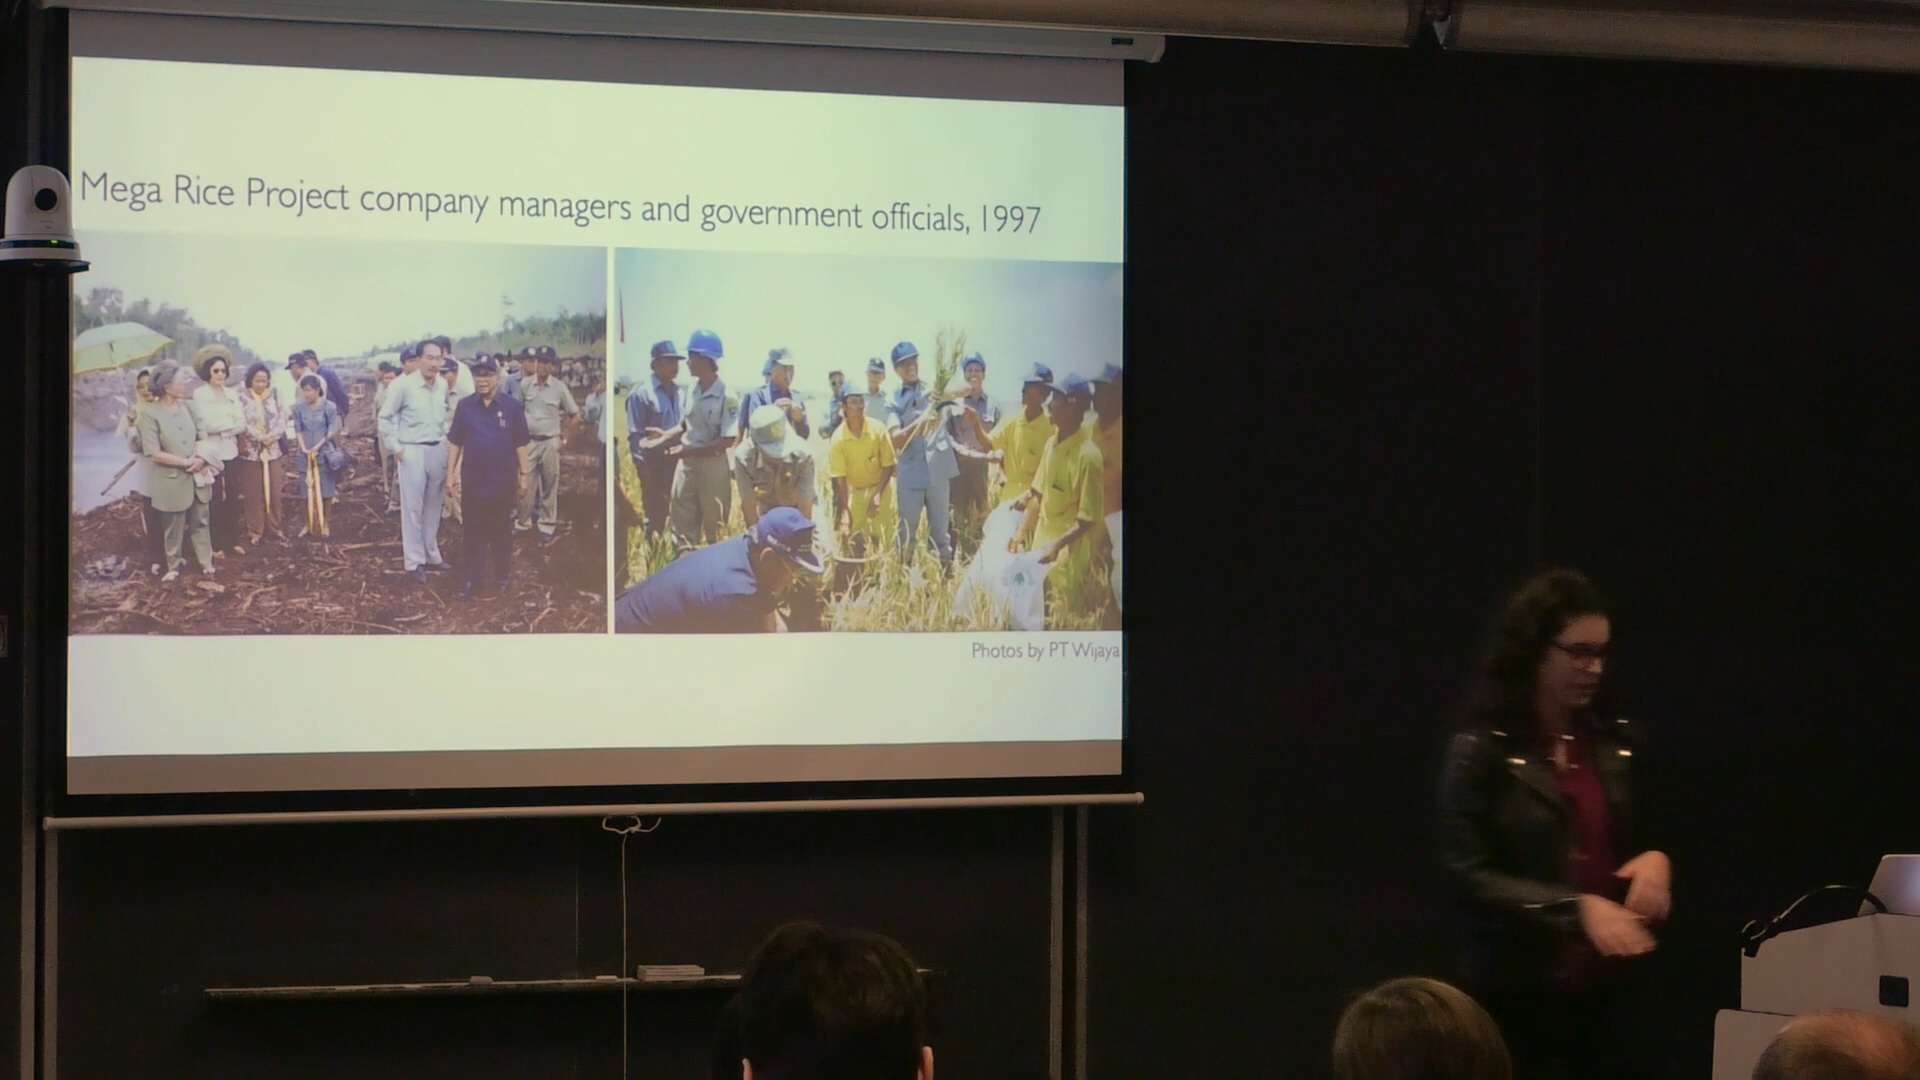 Mega Rice Project company managers and government officials, 1997
Photos by PT Wijaya